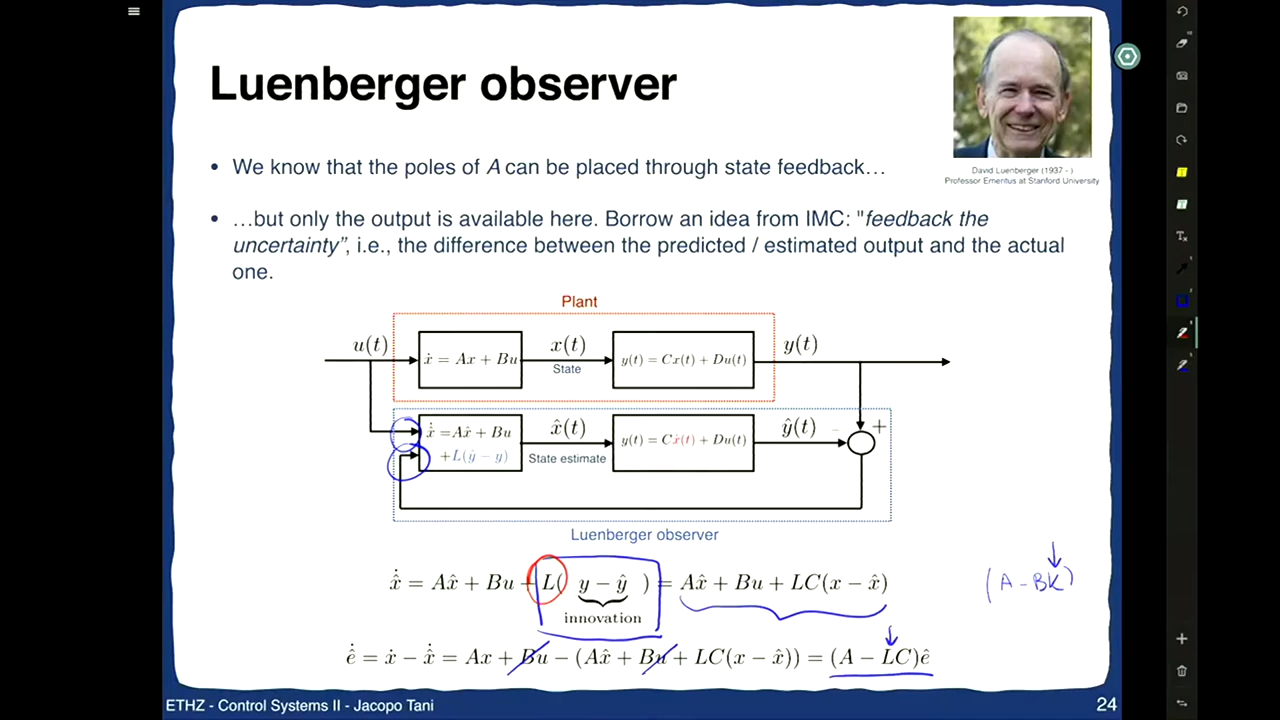 Luenberger observer
David Luenberger (1937 - )
Professor Emeritus at Stanford University
• We know that the poles of A can be placed through state feedback…
• …but only the output is available here. Borrow an idea from IMC: "feedback the
uncertainty”, i.e., the difference between the predicted / estimated output and the actual
one.
Plant
u(t)
ẋ = Ax + Bu
x(t)
State
y(t) = Cx(t) + Du(t)
y(t)
x̂̇ = Ax̂ + Bu
+L(ŷ − y)
x̂(t)
State estimate
y(t) = Cx̂(t) + Du(t)
ŷ(t)
− +
Luenberger observer
x̂̇ = Ax̂ + Bu + L( y − ŷ ) = Ax̂ + Bu + LC(x − x̂)
innovation
(A - BK)
ê̇ = ẋ − x̂̇ = Ax + Bu − (Ax̂ + Bu + LC(x − x̂)) = (A − LC)ê
ETHZ - Control Systems II - Jacopo Tani
24